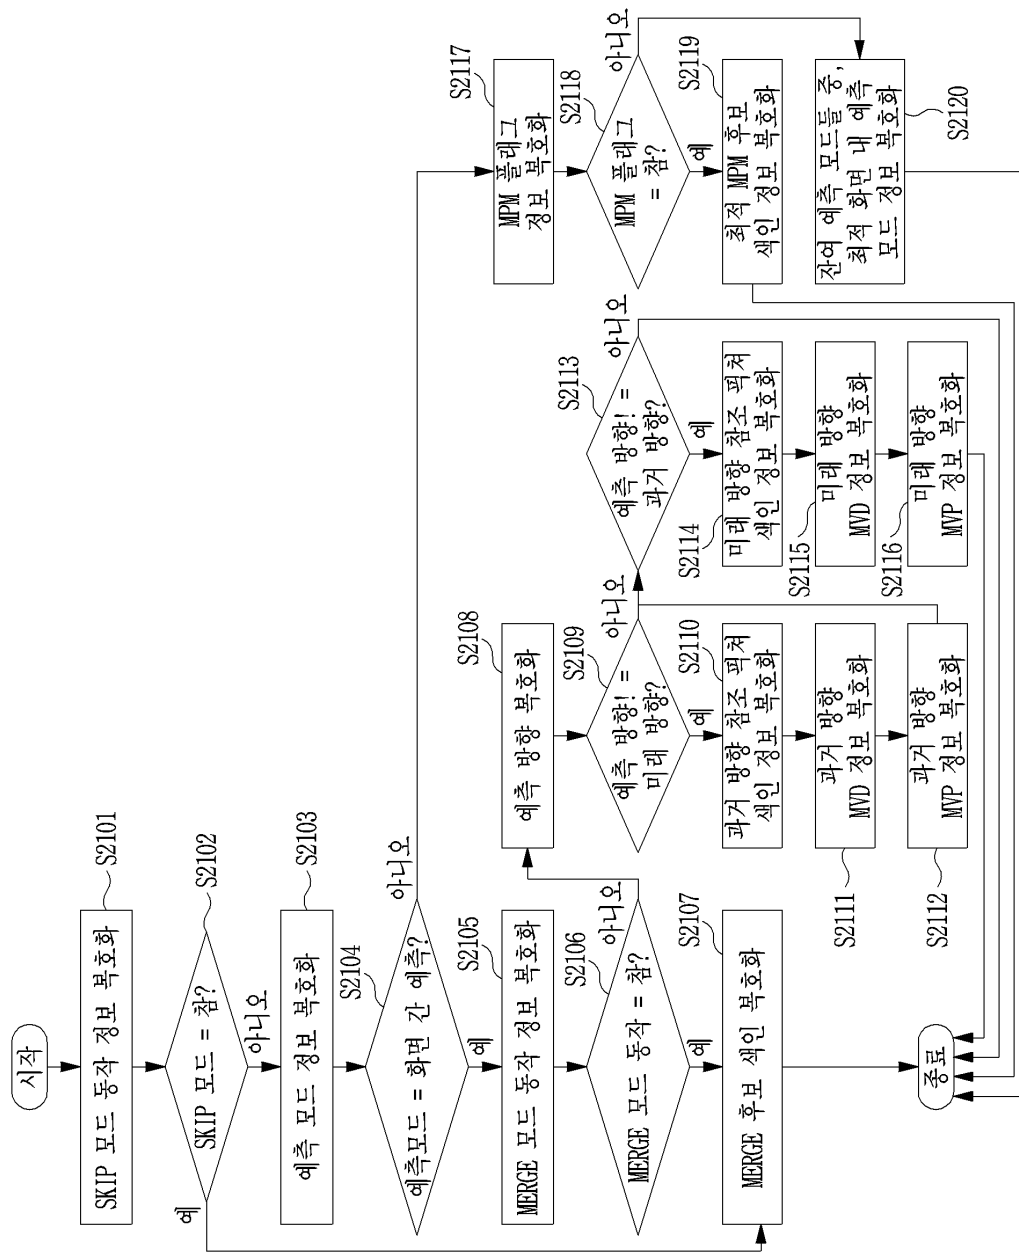 시작
S2101
SKIP 모드 동작 정보 복호화
S2102
SKIP 모드 = 참?
예
아니오
S2103
예측 모드 정보 복호화
S2104
예측모드 = 화면 간 예측?
아니오
예
S2105
MERGE 모드 동작 정보 복호화
S2106
MERGE 모드 동작 = 참?
아니오
예
S2107
MERGE 후보 색인 복호화
종료
S2108
예측 방향 복호화
S2109
예측 방향! =
미래 방향?
아니오
예
S2110
과거 방향 참조 픽쳐
색인 정보 복호화
S2111
과거 방향
MVD 정보 복호화
S2112
과거 방향
MVP 정보 복호화
S2113
예측 방향! =
과거 방향?
아니오
예
S2114
미래 방향 참조 픽쳐
색인 정보 복호화
S2115
미래 방향
MVD 정보 복호화
S2116
미래 방향
MVP 정보 복호화
S2117
MPM 플래그
정보 복호화
S2118
MPM 플래그
= 참?
아니오
예
S2119
최적 MPM 후보
색인 정보 복호화
S2120
잔여 예측 모드들 중,
최적 화면 내 예측
모드 정보 복호화